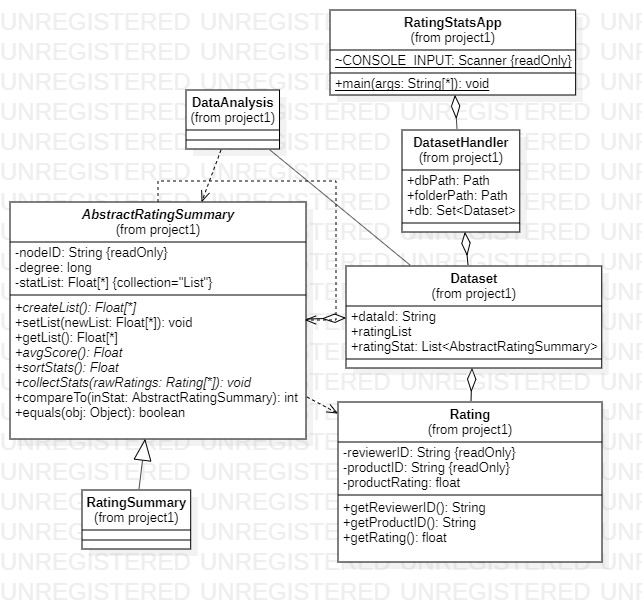 UNREGISTERED
RatingStatsApp
(from project1)
~CONSOLE_INPUT: Scanner {readOnly}
+main(args: String[*]): void
DataAnalysis
(from project1)
DatasetHandler
(from project1)
+dbPath: Path
+folderPath: Path
+db: Set<Dataset>
AbstractRatingSummary
(from project1)
-nodeID: String {readOnly}
-degree: long
-statList: Float[*] {collection="List"}
+createList(): Float[*]
+setList(newList: Float[*]): void
+getList(): Float[*]
+avgScore(): Float
+sortStats(): Float
+collectStats(rawRatings: Rating[*]): void
+compareTo(inStat: AbstractRatingSummary): int
+equals(obj: Object): boolean
Dataset
(from project1)
+dataId: String
+ratingList
+ratingStat: List<AbstractRatingSummary>
Rating
(from project1)
-reviewerID: String {readOnly}
-productID: String {readOnly}
-productRating: float
+getReviewerID(): String
+getProductID(): String
+getRating(): float
RatingSummary
(from project1)